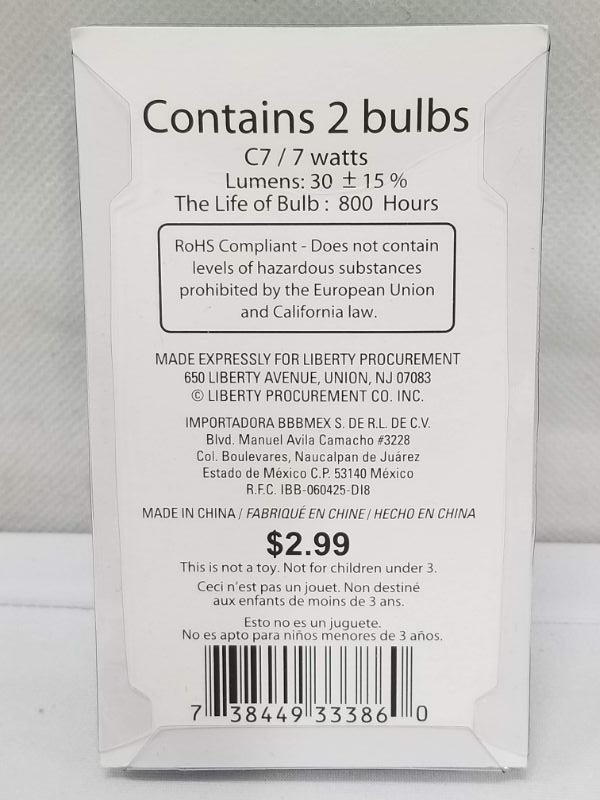 Contains 2 bulbs
C7 / 7 watts
Lumens: 30 ± 15 %
The Life of Bulb : 800 Hours
RoHS Compliant - Does not contain
levels of hazardous substances
prohibited by the European Union
and California law.
MADE EXPRESSLY FOR LIBERTY PROCUREMENT
650 LIBERTY AVENUE, UNION, NJ 07083
© LIBERTY PROCUREMENT CO. INC.
IMPORTADORA BBBMEX S. DE R.L. DE C.V.
Blvd. Manuel Avila Camacho #3228
Col. Boulevares, Naucalpan de Juárez
Estado de México C.P. 53140 México
R.F.C. IBB-060425-DI8
MADE IN CHINA / FABRIQUÉ EN CHINE / HECHO EN CHINA
$2.99
This is not a toy. Not for children under 3.
Ceci n'est pas un jouet. Non destiné
aux enfants de moins de 3 ans.
Esto no es un juguete.
No es apto para niños menores de 3 años.
7 38449 33386 0